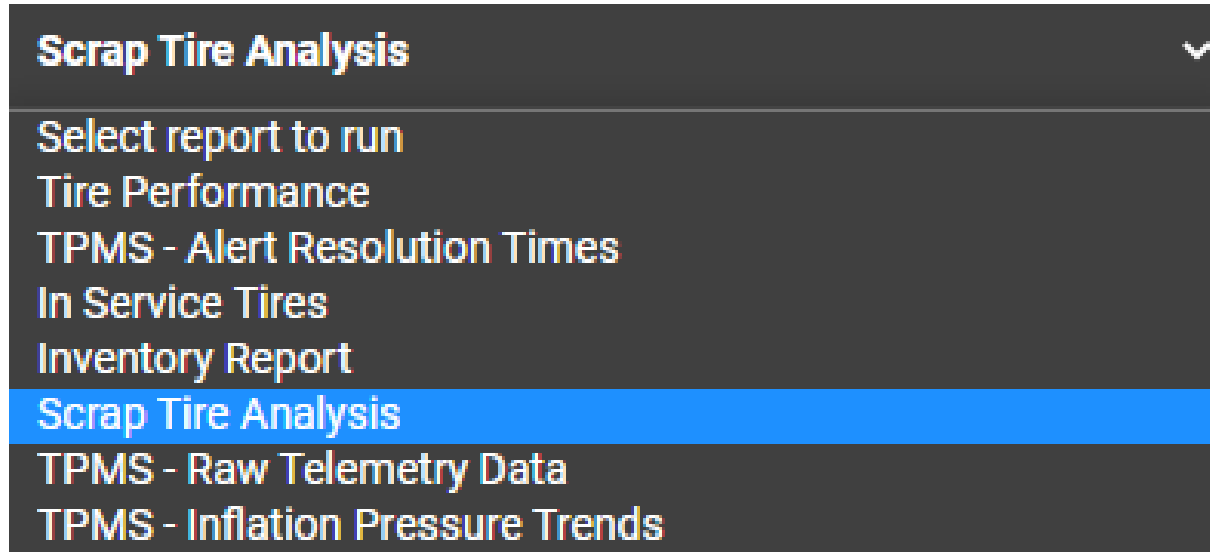 Scrap Tire Analysis
Select report to run
Tire Performance
TPMS - Alert Resolution Times
In Service Tires
Inventory Report
Scrap Tire Analysis
TPMS - Raw Telemetry Data
TPMS - Inflation Pressure Trends